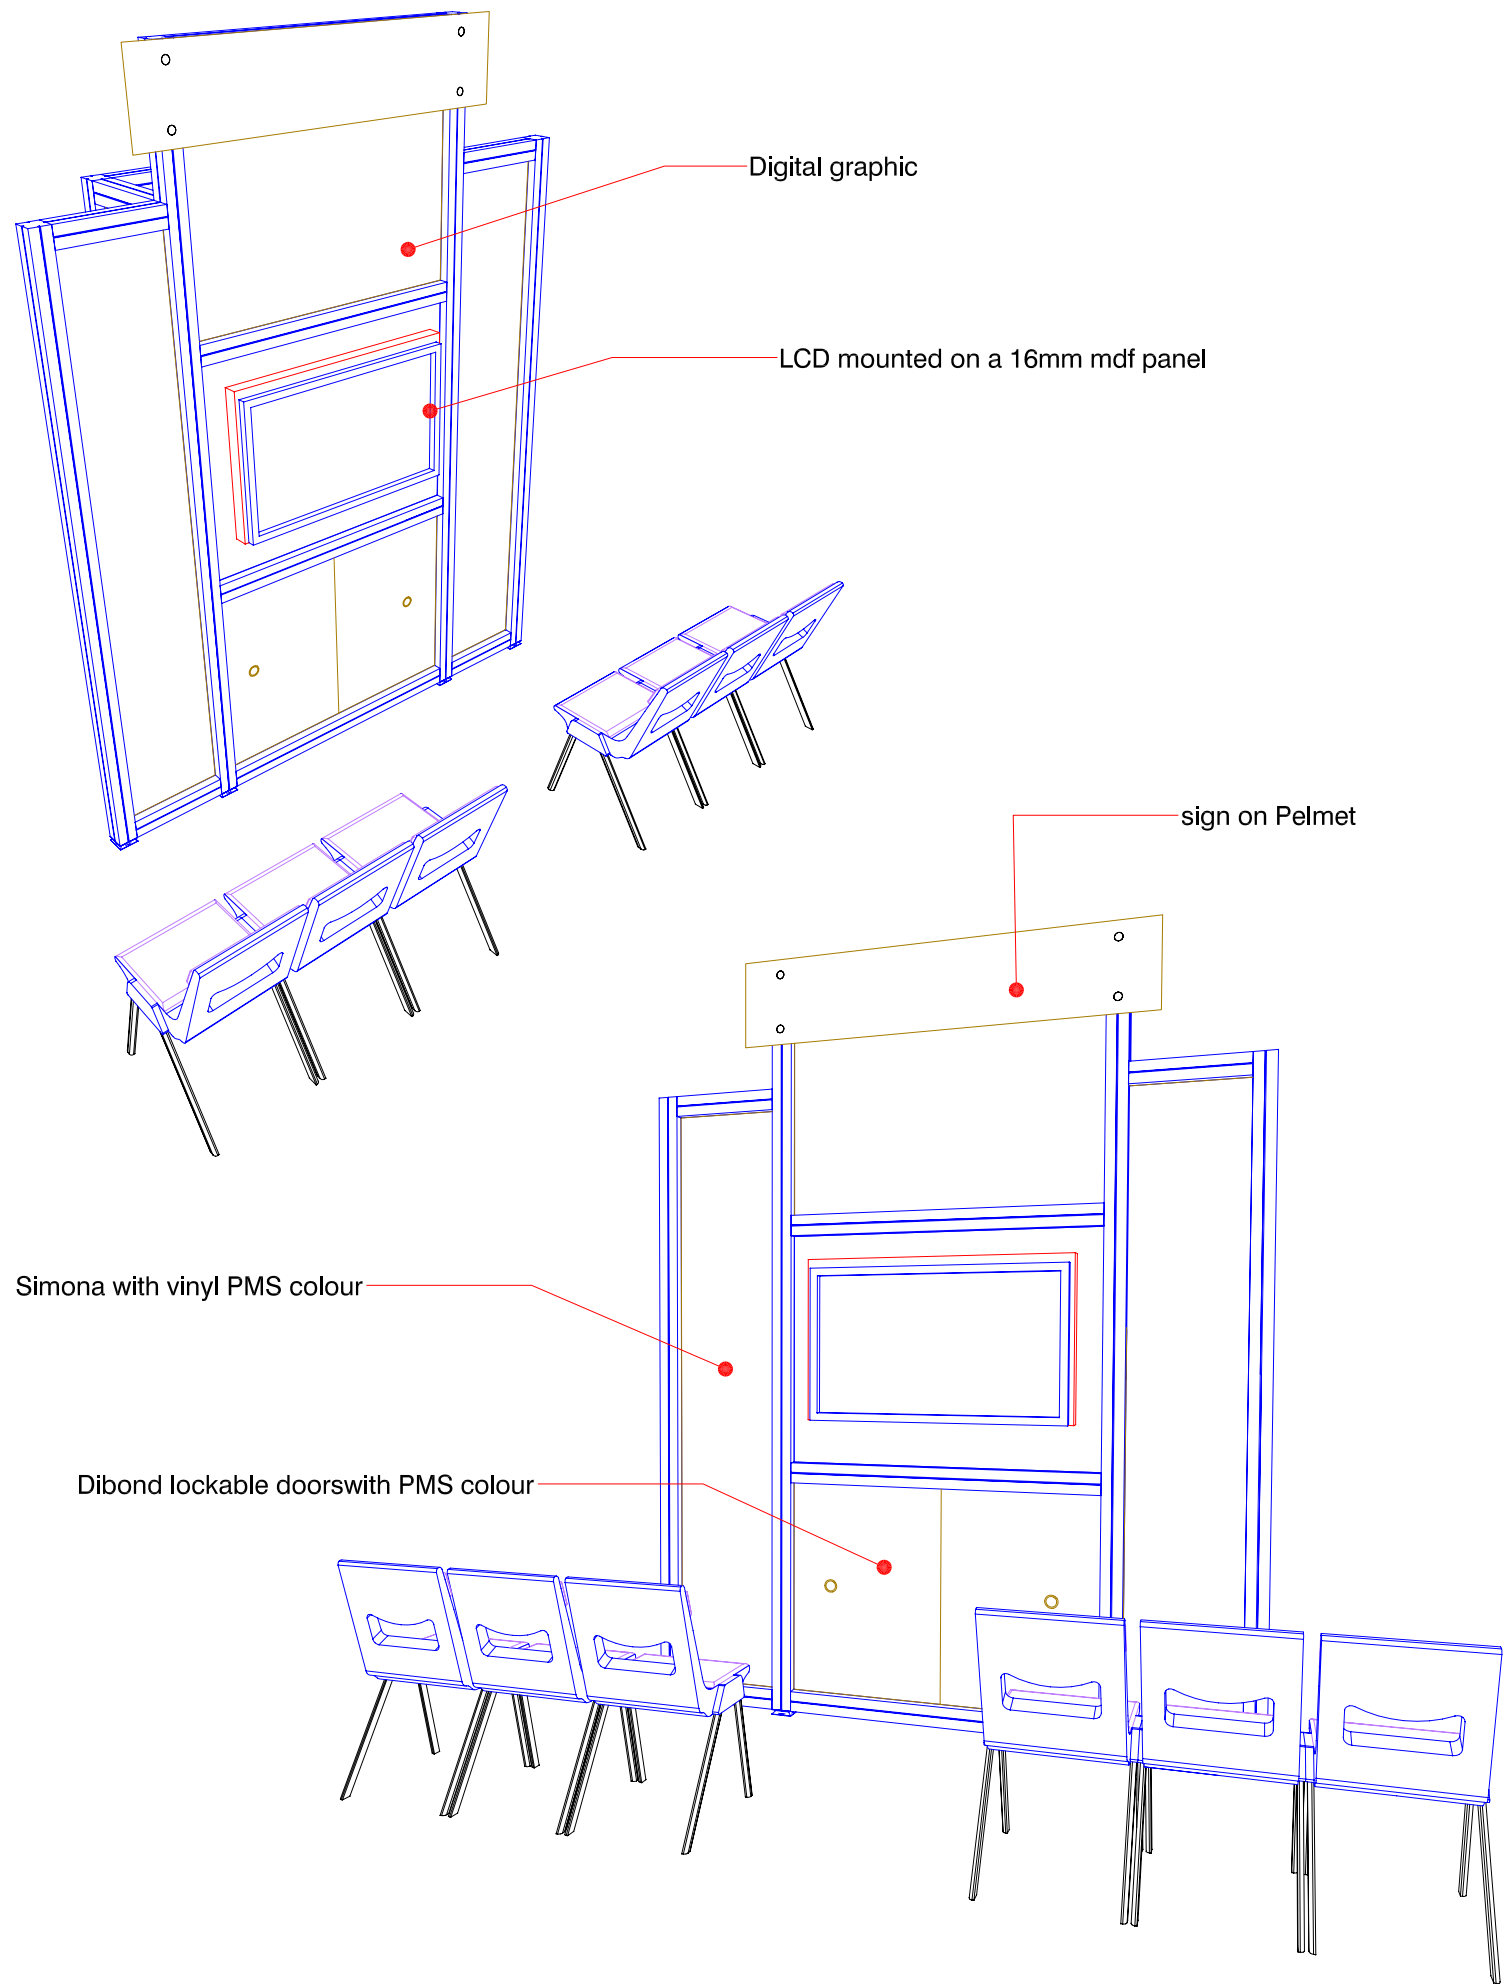 Digital graphic
LCD mounted on a 16mm mdf panel
sign on Pelmet
Simona with vinyl PMS colour
Dibond lockable doorswith PMS colour